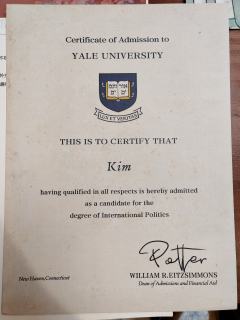 Certificate of Admission to
YALE UNIVERSITY
LUX ET VERITAS
THIS IS TO CERTIFY THAT
Kim
having qualified in all respects is hereby admitted
as a candidate for the
degree of International Politics
Potter
New Haven, Connecticut
WILLIAM R.EITZSIMMONS
Dean of Admissions and Financial Aid